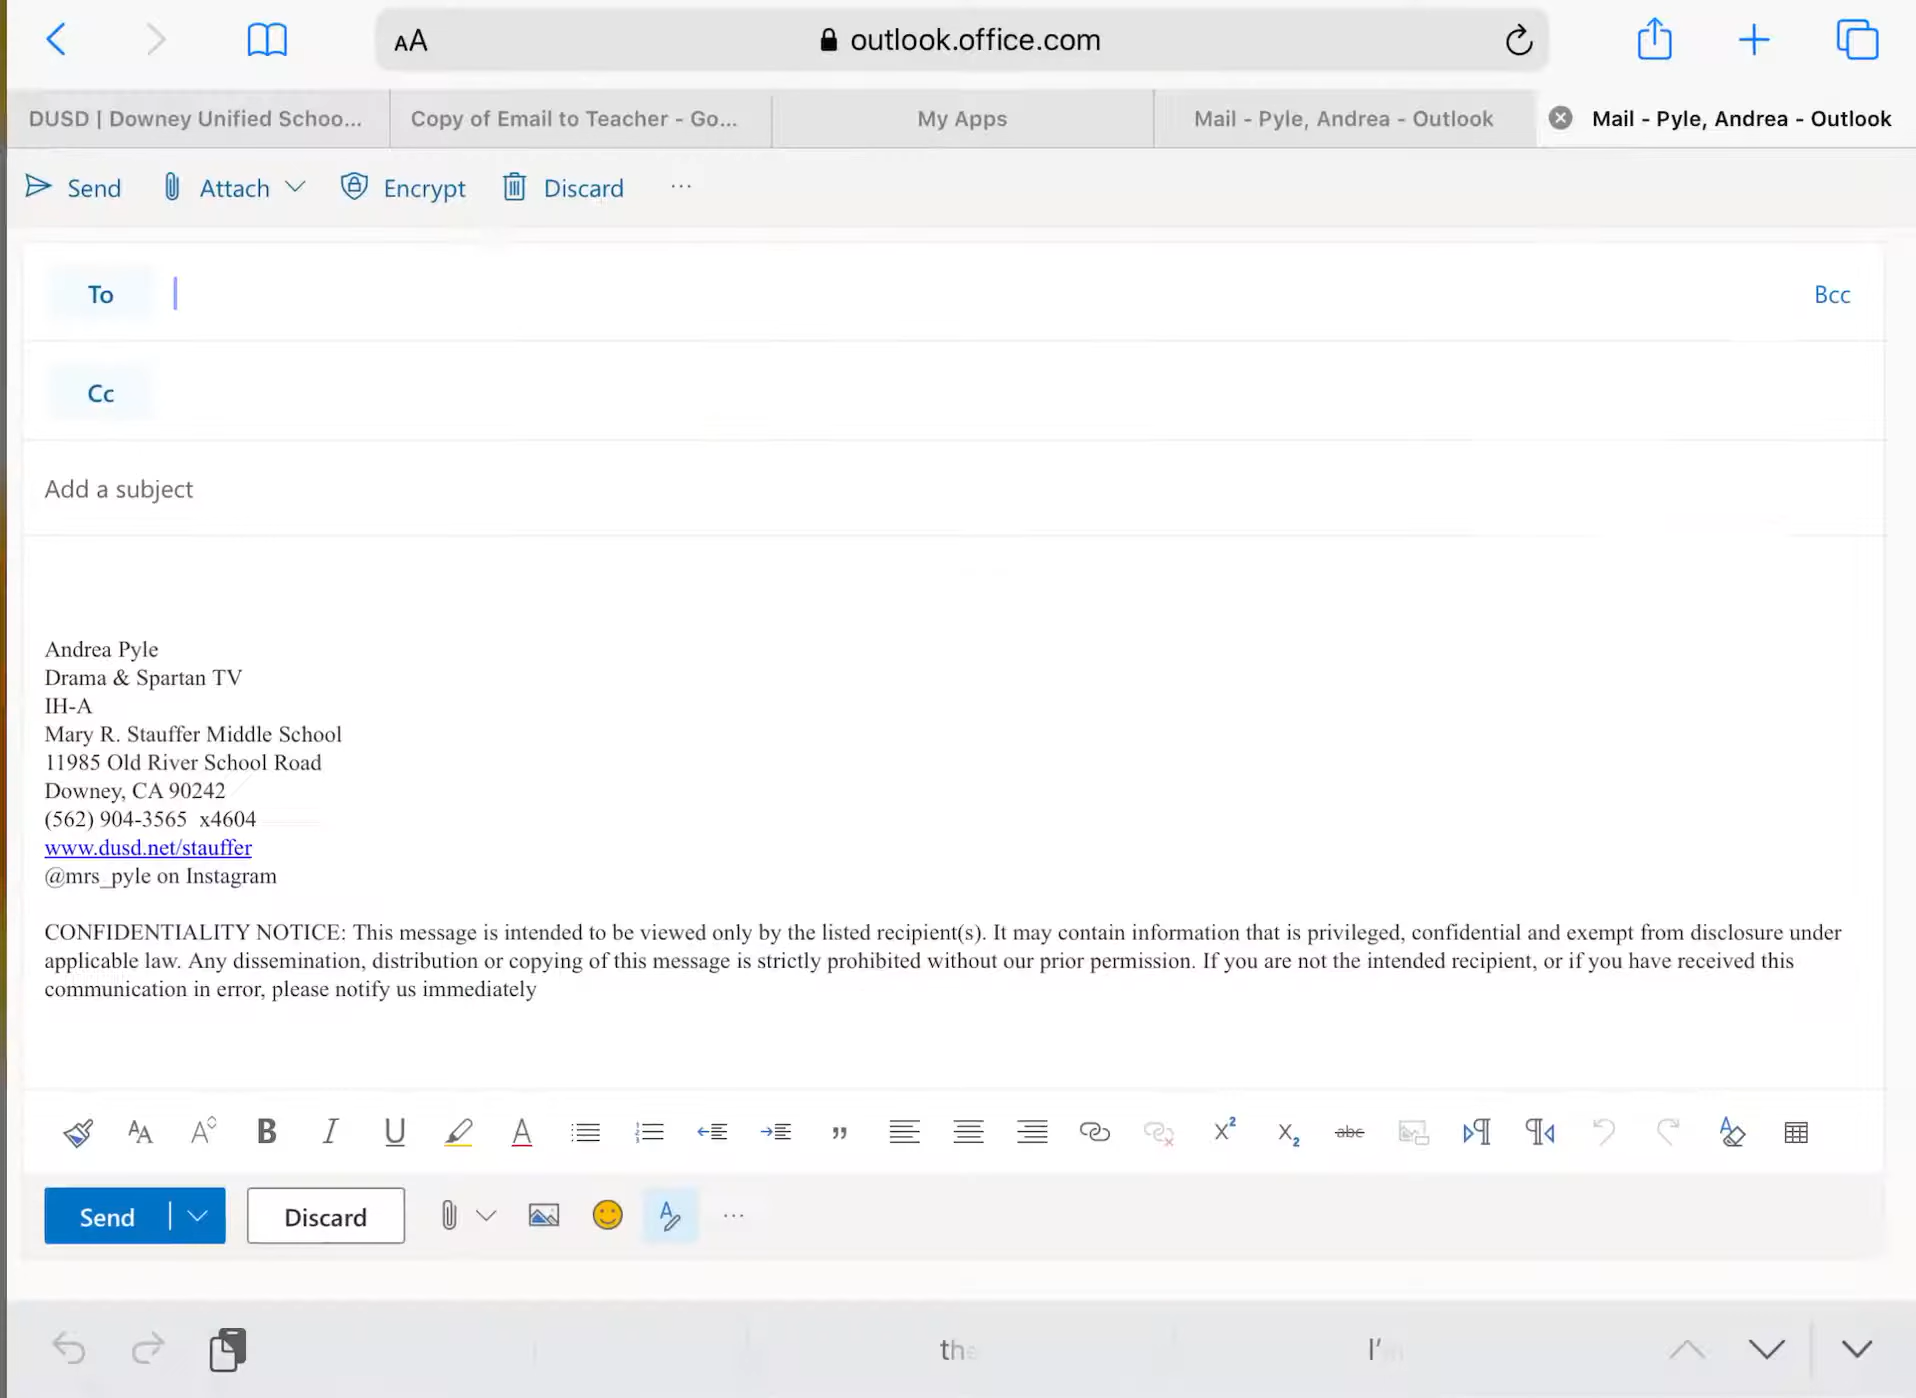 AA outlook.office.com
DUSD | Downey Unified Schoo... Copy of Email to Teacher - Go... My Apps Mail - Pyle, Andrea - Outlook Mail - Pyle, Andrea - Outlook
Send Attach Encrypt Discard ...
To Bcc
Cc
Add a subject
Andrea Pyle
Drama & Spartan TV
IH-A
Mary R. Stauffer Middle School
11985 Old River School Road
Downey, CA 90242
(562) 904-3565 x4604
www.dusd.net/stauffer
@mrs_pyle on Instagram
CONFIDENTIALITY NOTICE: This message is intended to be viewed only by the listed recipient(s). It may contain information that is privileged, confidential and exempt from disclosure under
applicable law. Any dissemination, distribution or copying of this message is strictly prohibited without our prior permission. If you are not the intended recipient, or if you have received this
communication in error, please notify us immediately
Send Discard ...
the I'm